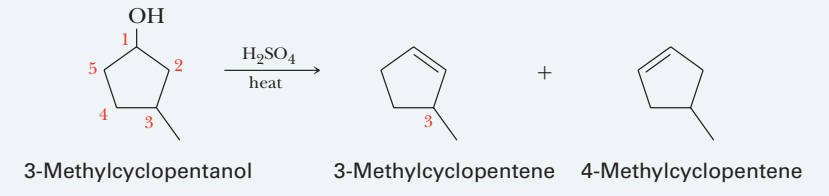 OH
1
5
2
4
3
H₂SO₄
heat
3
+
3-Methylcyclopentanol
3-Methylcyclopentene
4-Methylcyclopentene